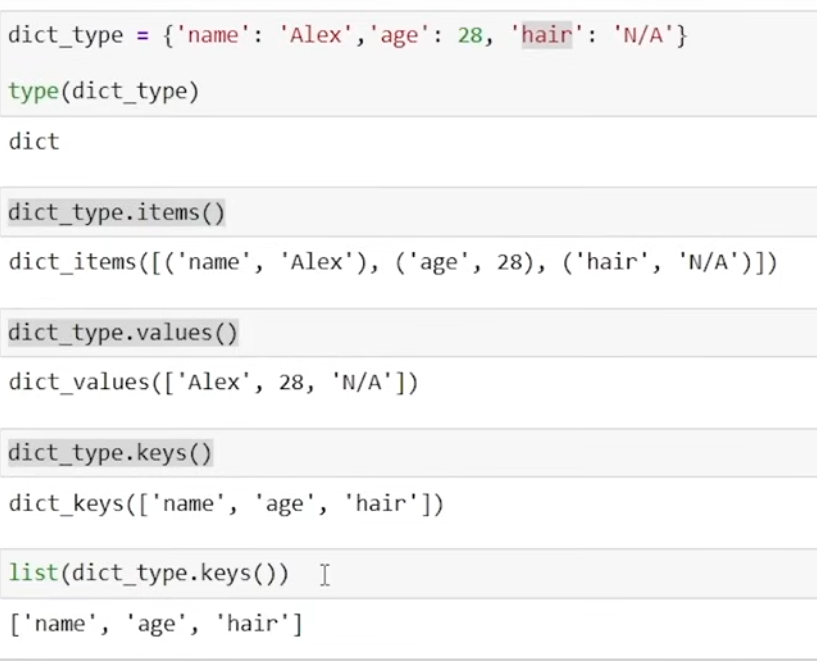 dict_type = {'name': 'Alex','age': 28, 'hair': 'N/A'}
type(dict_type)
dict
dict_type.items()
dict_items([('name', 'Alex'), ('age', 28), ('hair', 'N/A')])
dict_type.values()
dict_values(['Alex', 28, 'N/A'])
dict_type.keys()
dict_keys(['name', 'age', 'hair'])
list(dict_type.keys())
['name', 'age', 'hair']